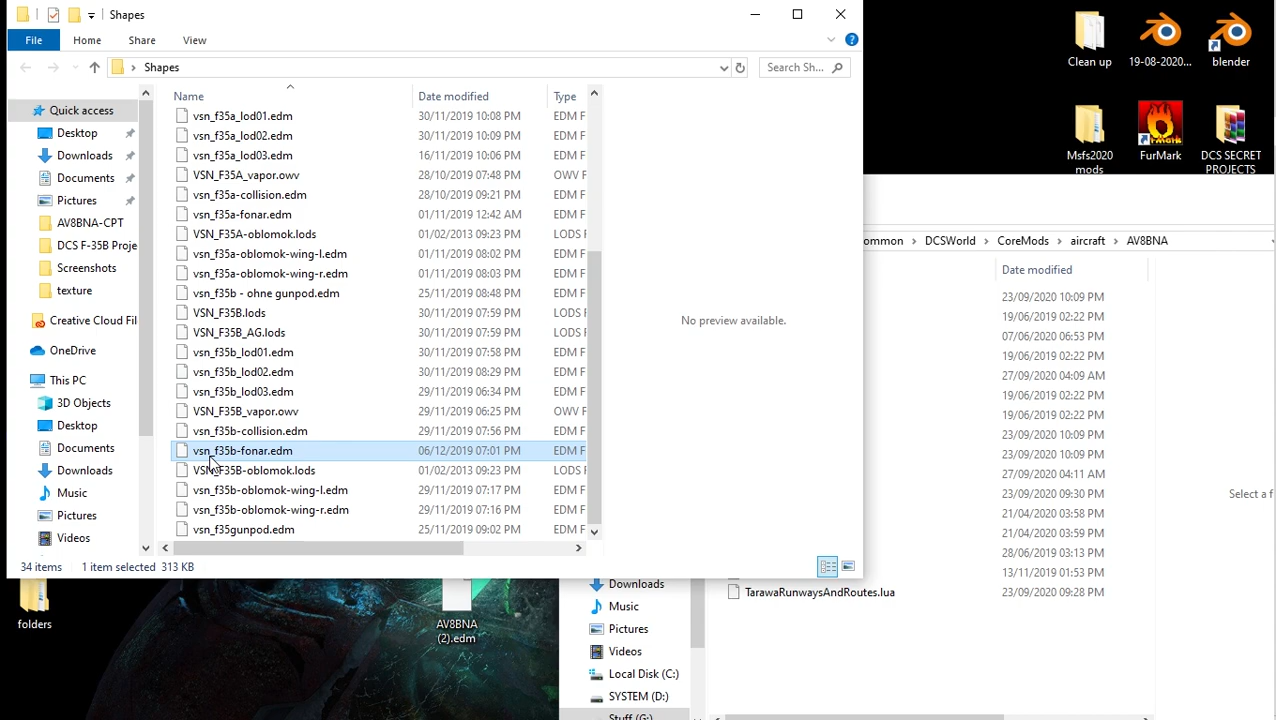 Shapes
File Home Share View
Shapes
Search Sh...
Quick access
Desktop
Downloads
Documents
Pictures
AV8BNA-CPT
DCS F-35B Proje
Screenshots
texture
Creative Cloud Fil
OneDrive
This PC
3D Objects
Desktop
Documents
Downloads
Music
Pictures
Videos
Name Date modified Type
vsn_f35a_lod01.edm 30/11/2019 10:08 PM EDM F
vsn_f35a_lod02.edm 30/11/2019 10:09 PM EDM F
vsn_f35a_lod03.edm 16/11/2019 10:06 PM EDM F
VSN_F35A_vapor.owv 28/10/2019 07:48 PM OWV F
vsn_f35a-collision.edm 28/10/2019 09:21 PM EDM F
vsn_f35a-fonar.edm 01/11/2019 12:42 AM EDM F
VSN_F35A-oblomok.lods 01/02/2013 09:23 PM LODS F
vsn_f35a-oblomok-wing-l.edm 01/11/2019 08:02 PM EDM F
vsn_f35a-oblomok-wing-r.edm 01/11/2019 08:03 PM EDM F
vsn_f35b - ohne gunpod.edm 25/11/2019 08:48 PM EDM F
VSN_F35B.lods 30/11/2019 07:59 PM LODS F
VSN_F35B_AG.lods 30/11/2019 07:59 PM LODS F
vsn_f35b_lod01.edm 30/11/2019 07:58 PM EDM F
vsn_f35b_lod02.edm 30/11/2019 08:29 PM EDM F
vsn_f35b_lod03.edm 29/11/2019 06:34 PM EDM F
VSN_F35B_vapor.owv 29/11/2019 06:25 PM OWV F
vsn_f35b-collision.edm 29/11/2019 07:56 PM EDM F
vsn_f35b-fonar.edm 06/12/2019 07:01 PM EDM F
VSN_F35B-oblomok.lods 01/02/2013 09:23 PM LODS F
vsn_f35b-oblomok-wing-l.edm 29/11/2019 07:17 PM EDM F
vsn_f35b-oblomok-wing-r.edm 29/11/2019 07:16 PM EDM F
vsn_f35gunpod.edm 25/11/2019 09:02 PM EDM F
No preview available.
34 items 1 item selected 313 KB
Clean up
19-08-2020...
blender
Msfs2020
mods
FurMark
DCS SECRET
PROJECTS
ommon > DCSWorld > CoreMods > aircraft > AV8BNA
Date modified
23/09/2020 10:09 PM
19/06/2019 02:22 PM
07/06/2020 06:53 PM
19/06/2019 02:22 PM
27/09/2020 04:09 AM
19/06/2019 02:22 PM
19/06/2019 02:22 PM
23/09/2020 10:09 PM
23/09/2020 10:09 PM
27/09/2020 04:11 AM
23/09/2020 09:30 PM
21/04/2020 03:58 PM
21/04/2020 03:59 PM
28/06/2019 03:13 PM
13/11/2019 01:53 PM
TarawaRunwaysAndRoutes.lua 23/09/2020 09:28 PM
Select a f
Downloads
Music
Pictures
Videos
Local Disk (C:)
SYSTEM (D:)
Stuff (G:)
folders
AV8BNA
(2).edm